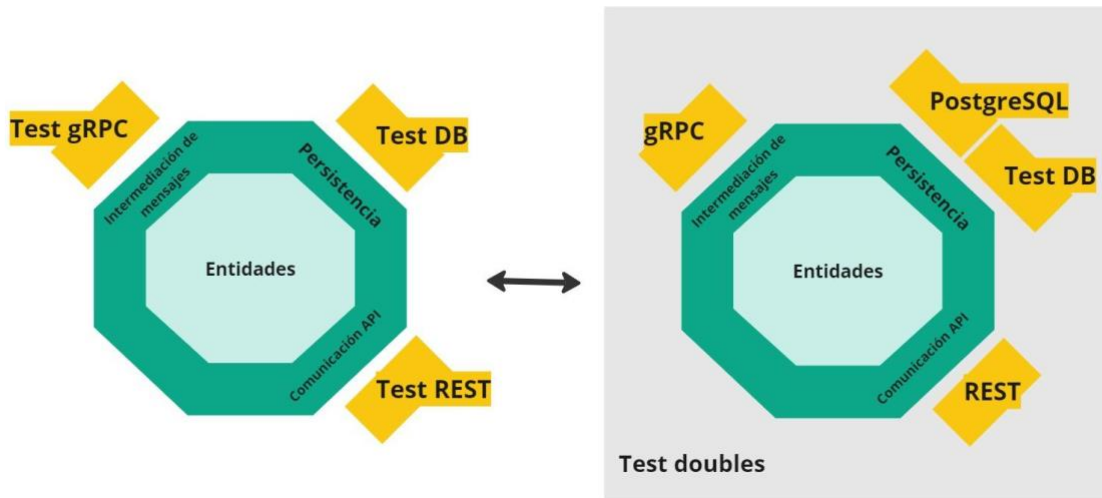 Test gRPC
Test DB
Intermediación de
mensajes
Persistencia
Entidades
Comunicación API
Test REST
gRPC
PostgreSQL
Test DB
Intermediación de
mensajes
Persistencia
Entidades
Comunicación API
REST
Test doubles